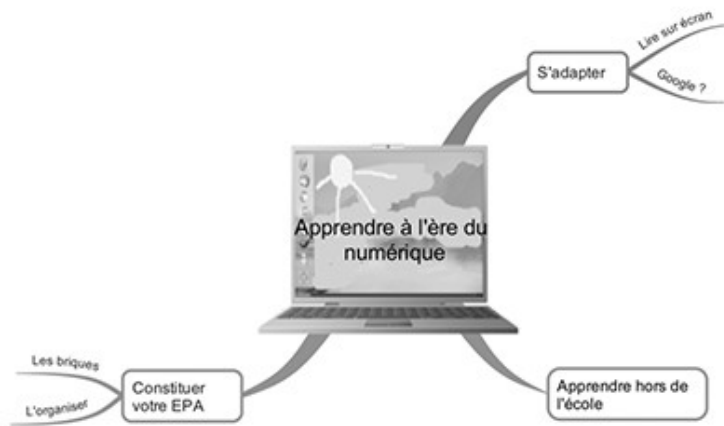 Lire sur écran
S'adapter
Google ?
Apprendre à l'ère du
numérique
Les briques
Constituer
votre EPA
L'organiser
Apprendre hors de
l'école